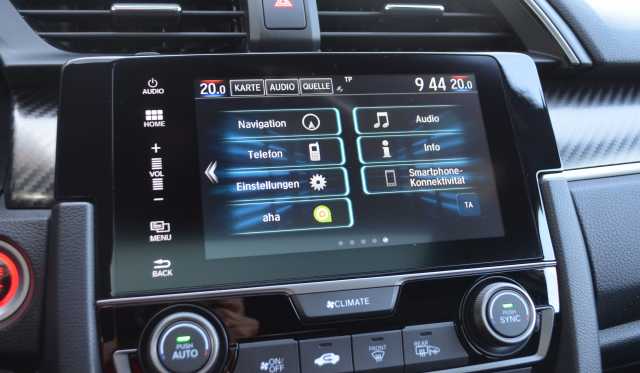 AUDIO
HOME
+
VOL
−
MENU
BACK
20.0 KARTE AUDIO QUELLE TP 9 44 20.0
Navigation
Audio
Telefon
Info
Einstellungen
Smartphone-
Konnektivität
aha
TA
CLIMATE
PUSH
AUTO
ON/
OFF
FRONT
REAR
PUSH
SYNC